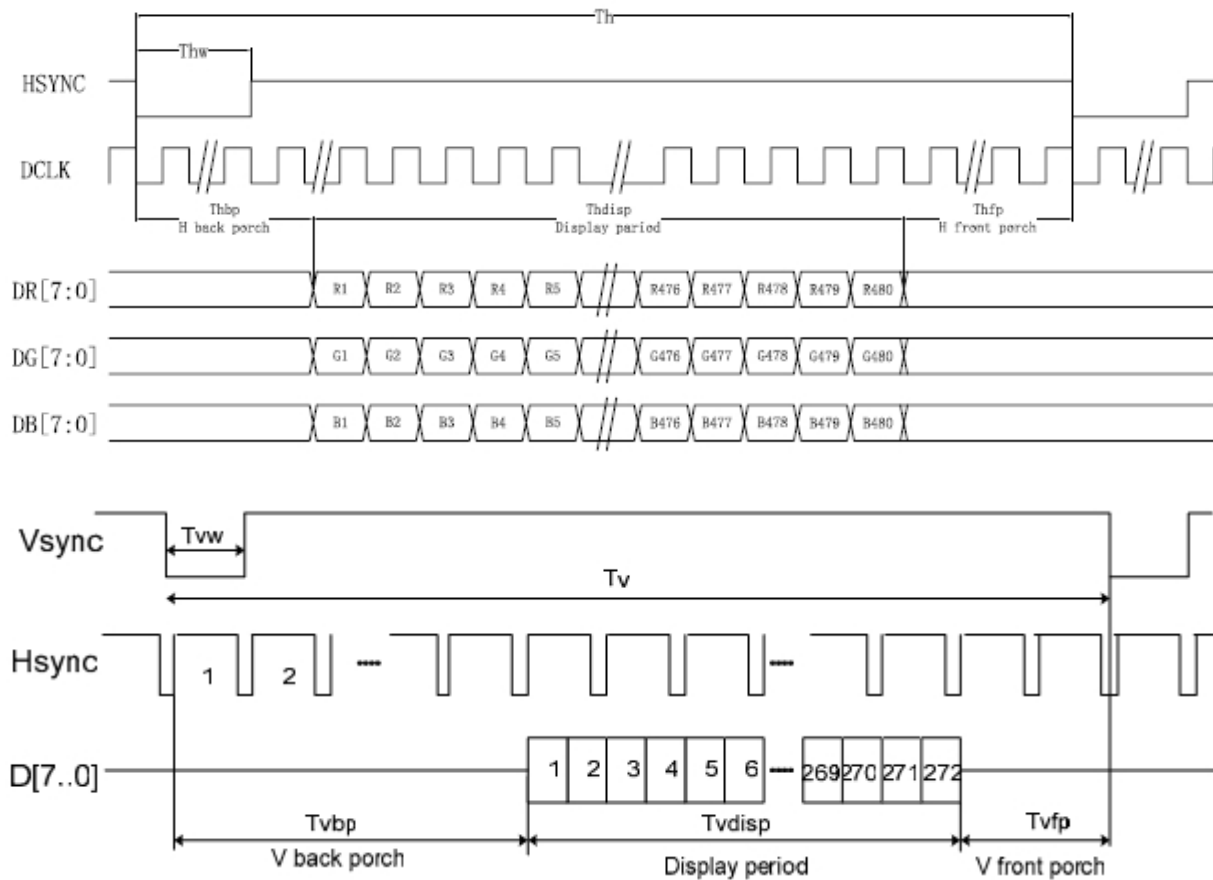 Th
Thw
HSYNC
DCLK
Thbp
H back porch
Thdisp
Display pariod
Thfp
H front porch
DR[7:0] R1 R2 R3 R4 R5 R476 R477 R478 R479 R480
DG[7:0] G1 G2 G3 G4 G5 G476 G477 G478 G479 G480
DB[7:0] B1 B2 B3 B4 B5 B476 B477 B478 B479 B480
Vsync
Tvw
Tv
Hsync 1 2 ---- ----
D[7..0] 1 2 3 4 5 6 ---- 269 270 271 272
Tvbp Tvdisp Tvfp
V back porch Display period V front porch